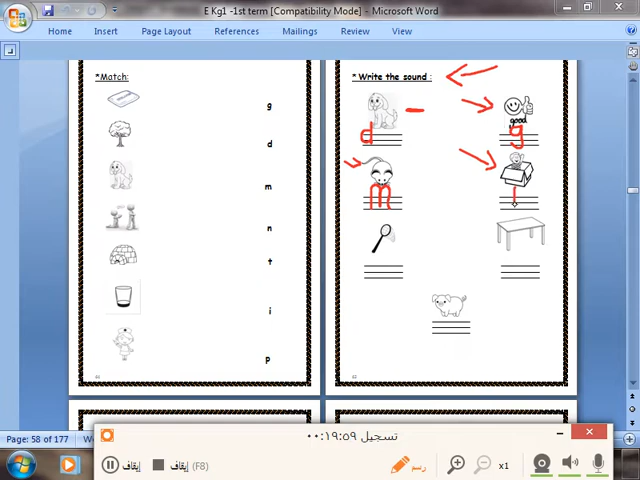 E Kg1 -1st term [Compatibility Mode] - Microsoft Word
Home Insert Page Layout References Mailings Review View
*Match:
g
d
m
n
t
i
p
* Write the sound :
good
d
g
m
i
Page: 58 of 177
تسجيل ٠٠:١٩:٥٩
إيقاف
إيقاف (F8)
رسم
x1